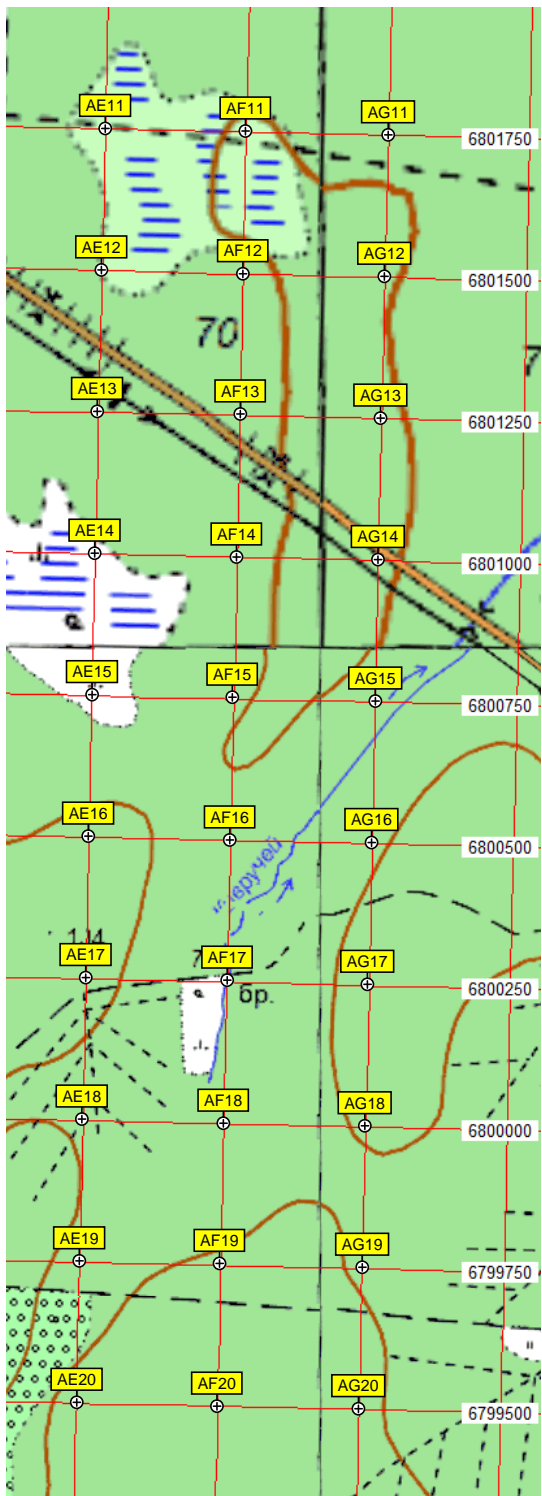 AE11 AF11 AG11
6801750
AE12 AF12 AG12
6801500
70
AE13 AF13 AG13
6801250
AE14 AF14 AG14
6801000
AE15 AF15 AG15
6800750
AE16 AF16 AG16
6800500
AE17 AF17 AG17
6800250
бр.
AE18 AF18 AG18
6800000
AE19 AF19 AG19
6799750
AE20 AF20 AG20
6799500